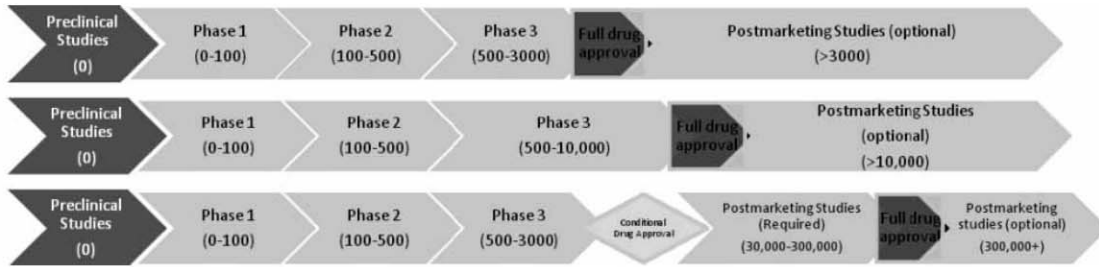 Preclinical
Studies
(0)
Phase 1
(0-100)
Phase 2
(100-500)
Phase 3
(500-3000)
Full drug
approval
Postmarketing Studies (optional)
(>3000)
Preclinical
Studies
(0)
Phase 1
(0-100)
Phase 2
(100-500)
Phase 3
(500-10,000)
Full drug
approval
Postmarketing Studies
(optional)
(>10,000)
Preclinical
Studies
(0)
Phase 1
(0-100)
Phase 2
(100-500)
Phase 3
(500-3000)
Conditional
Drug Approval
Postmarketing Studies
(Required)
(30,000-300,000)
Full drug
approval
Postmarketing
studies (optional)
(300,000+)